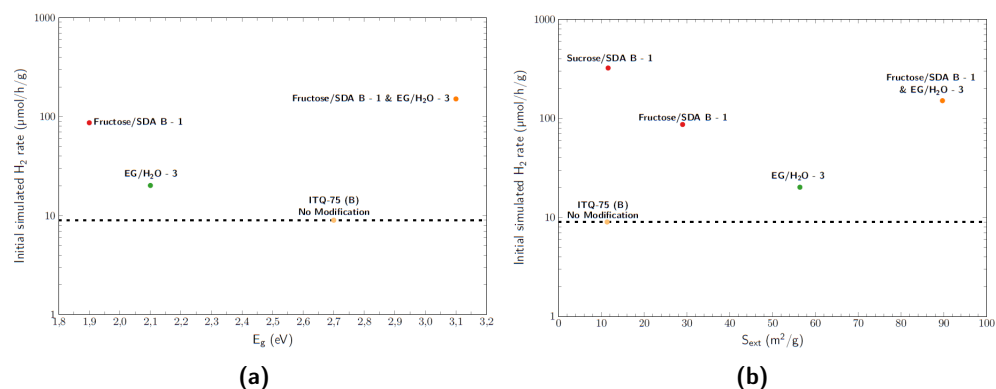 1000
100
10
1
Initial simulated H₂ rate (µmol/h/g)
Fructose/SDA B - 1 & EG/H₂O - 3
Fructose/SDA B - 1
EG/H₂O - 3
ITQ-75 (B)
No Modification
1,8 1,9 2,0 2,1 2,2 2,3 2,4 2,5 2,6 2,7 2,8 2,9 3,0 3,1 3,2
E_g (eV)
(a)
1000
100
10
1
Initial simulated H₂ rate (µmol/h/g)
Sucrose/SDA B - 1
Fructose/SDA B - 1
& EG/H₂O - 3
Fructose/SDA B - 1
EG/H₂O - 3
ITQ-75 (B)
No Modification
0 10 20 30 40 50 60 70 80 90 100
S_ext (m²/g)
(b)